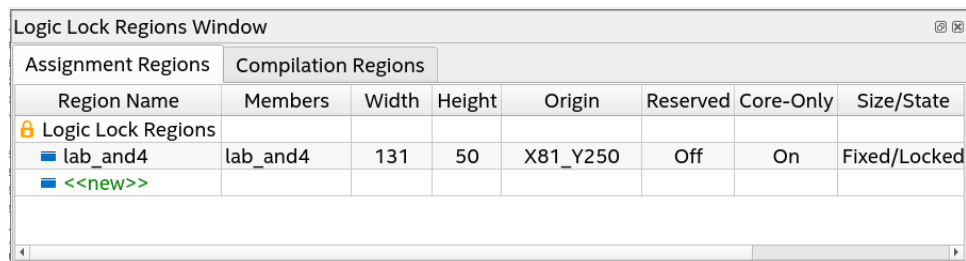 Logic Lock Regions Window
Assignment Regions Compilation Regions
Region Name Members Width Height Origin Reserved Core-Only Size/State
Logic Lock Regions
lab_and4 lab_and4 131 50 X81_Y250 Off On Fixed/Locked
<<new>>